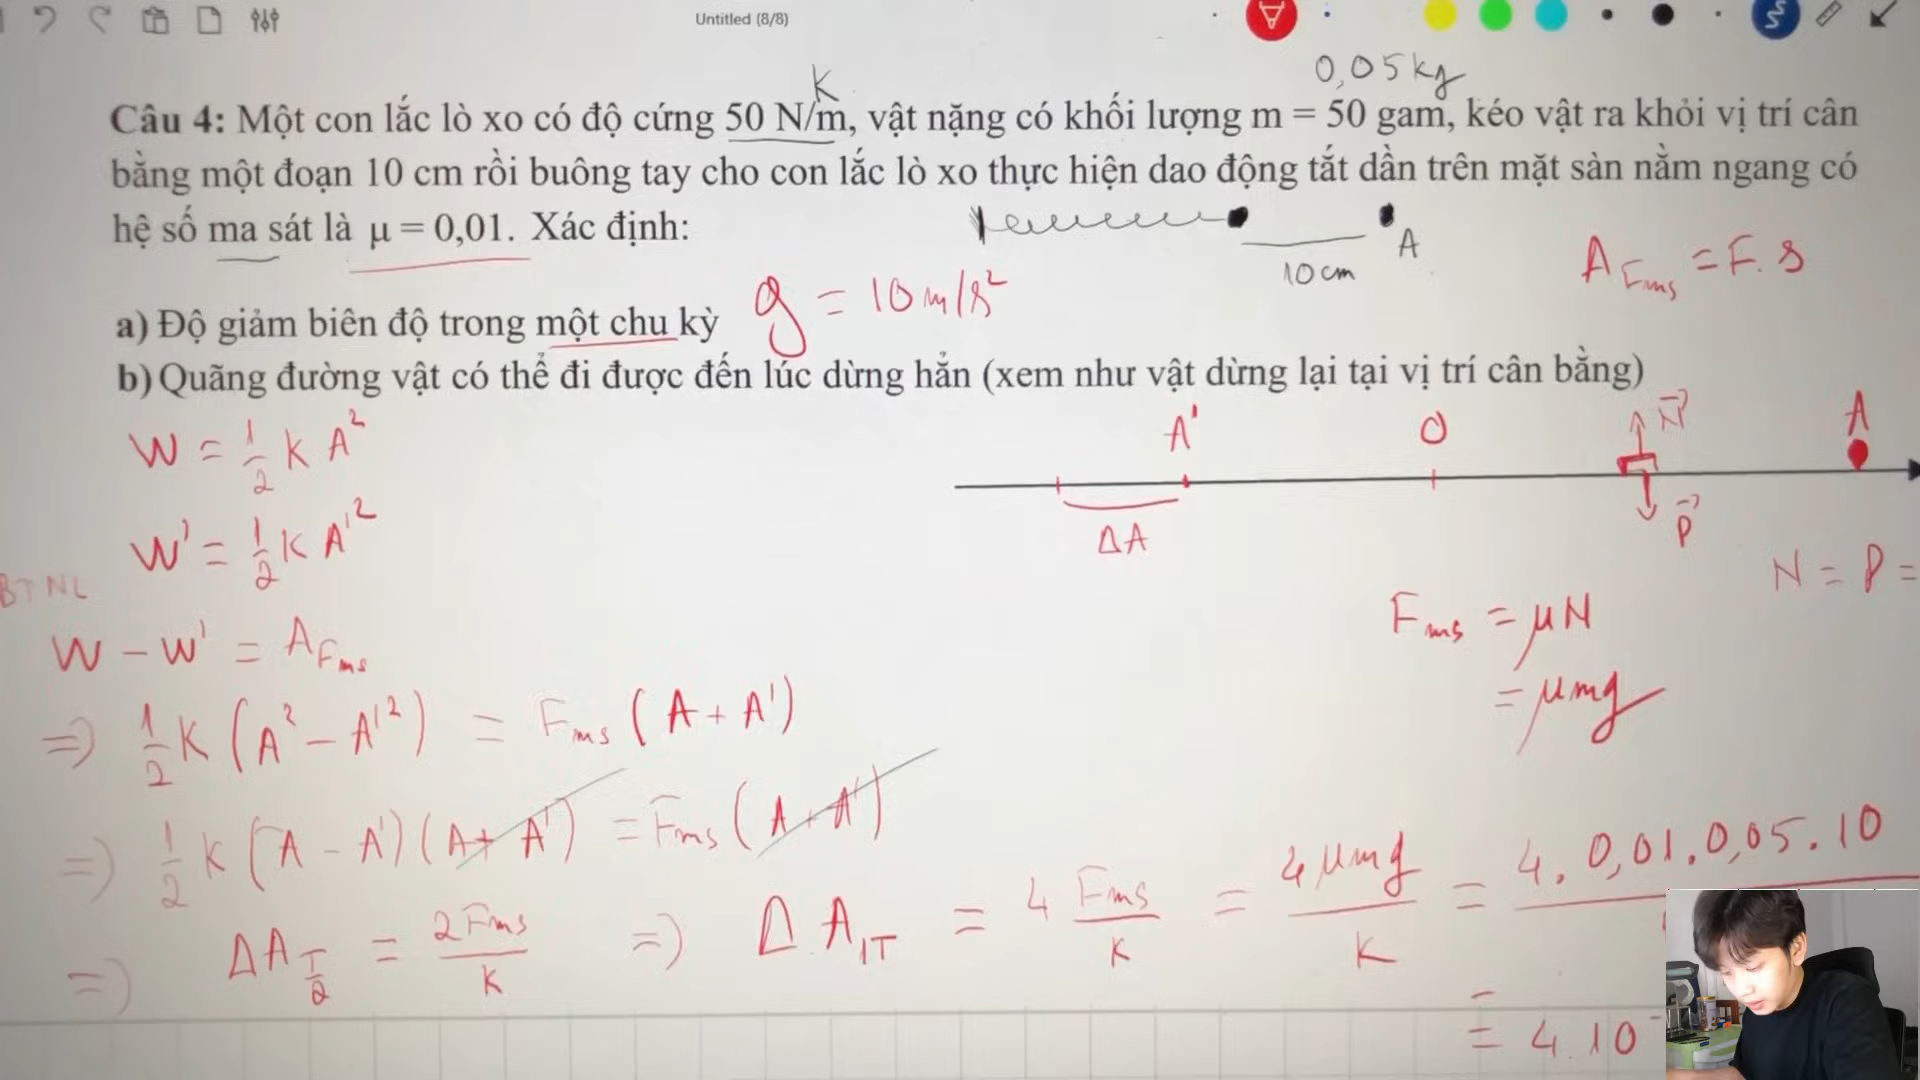 Untitled (8/8)
K
0,05kg
Câu 4: Một con lắc lò xo có độ cứng 50 N/m, vật nặng có khối lượng m = 50 gam, kéo vật ra khỏi vị trí cân
bằng một đoạn 10 cm rồi buông tay cho con lắc lò xo thực hiện dao động tắt dần trên mặt sàn nằm ngang có
hệ số ma sát là μ = 0,01. Xác định:
10cm
A
A_Fms = F.s
a) Độ giảm biên độ trong một chu kỳ
g = 10m/s²
b) Quãng đường vật có thể đi được đến lúc dừng hẳn (xem như vật dừng lại tại vị trí cân bằng)
W = 1/2 K A²
A'
O
N⃗
A
ΔA
P⃗
W' = 1/2 K A'²
N = P =
BTNL
Fms = μN
W - W' = A_Fms
= μmg
=> 1/2 K (A² - A'²) = Fms (A + A')
=> 1/2 K (A - A') (A + A') = Fms (A + A')
=> ΔA_T/2 = 2Fms/K => ΔA_1T = 4 Fms/K = 4μmg/K = 4. 0,01. 0,05. 10
= 4.10